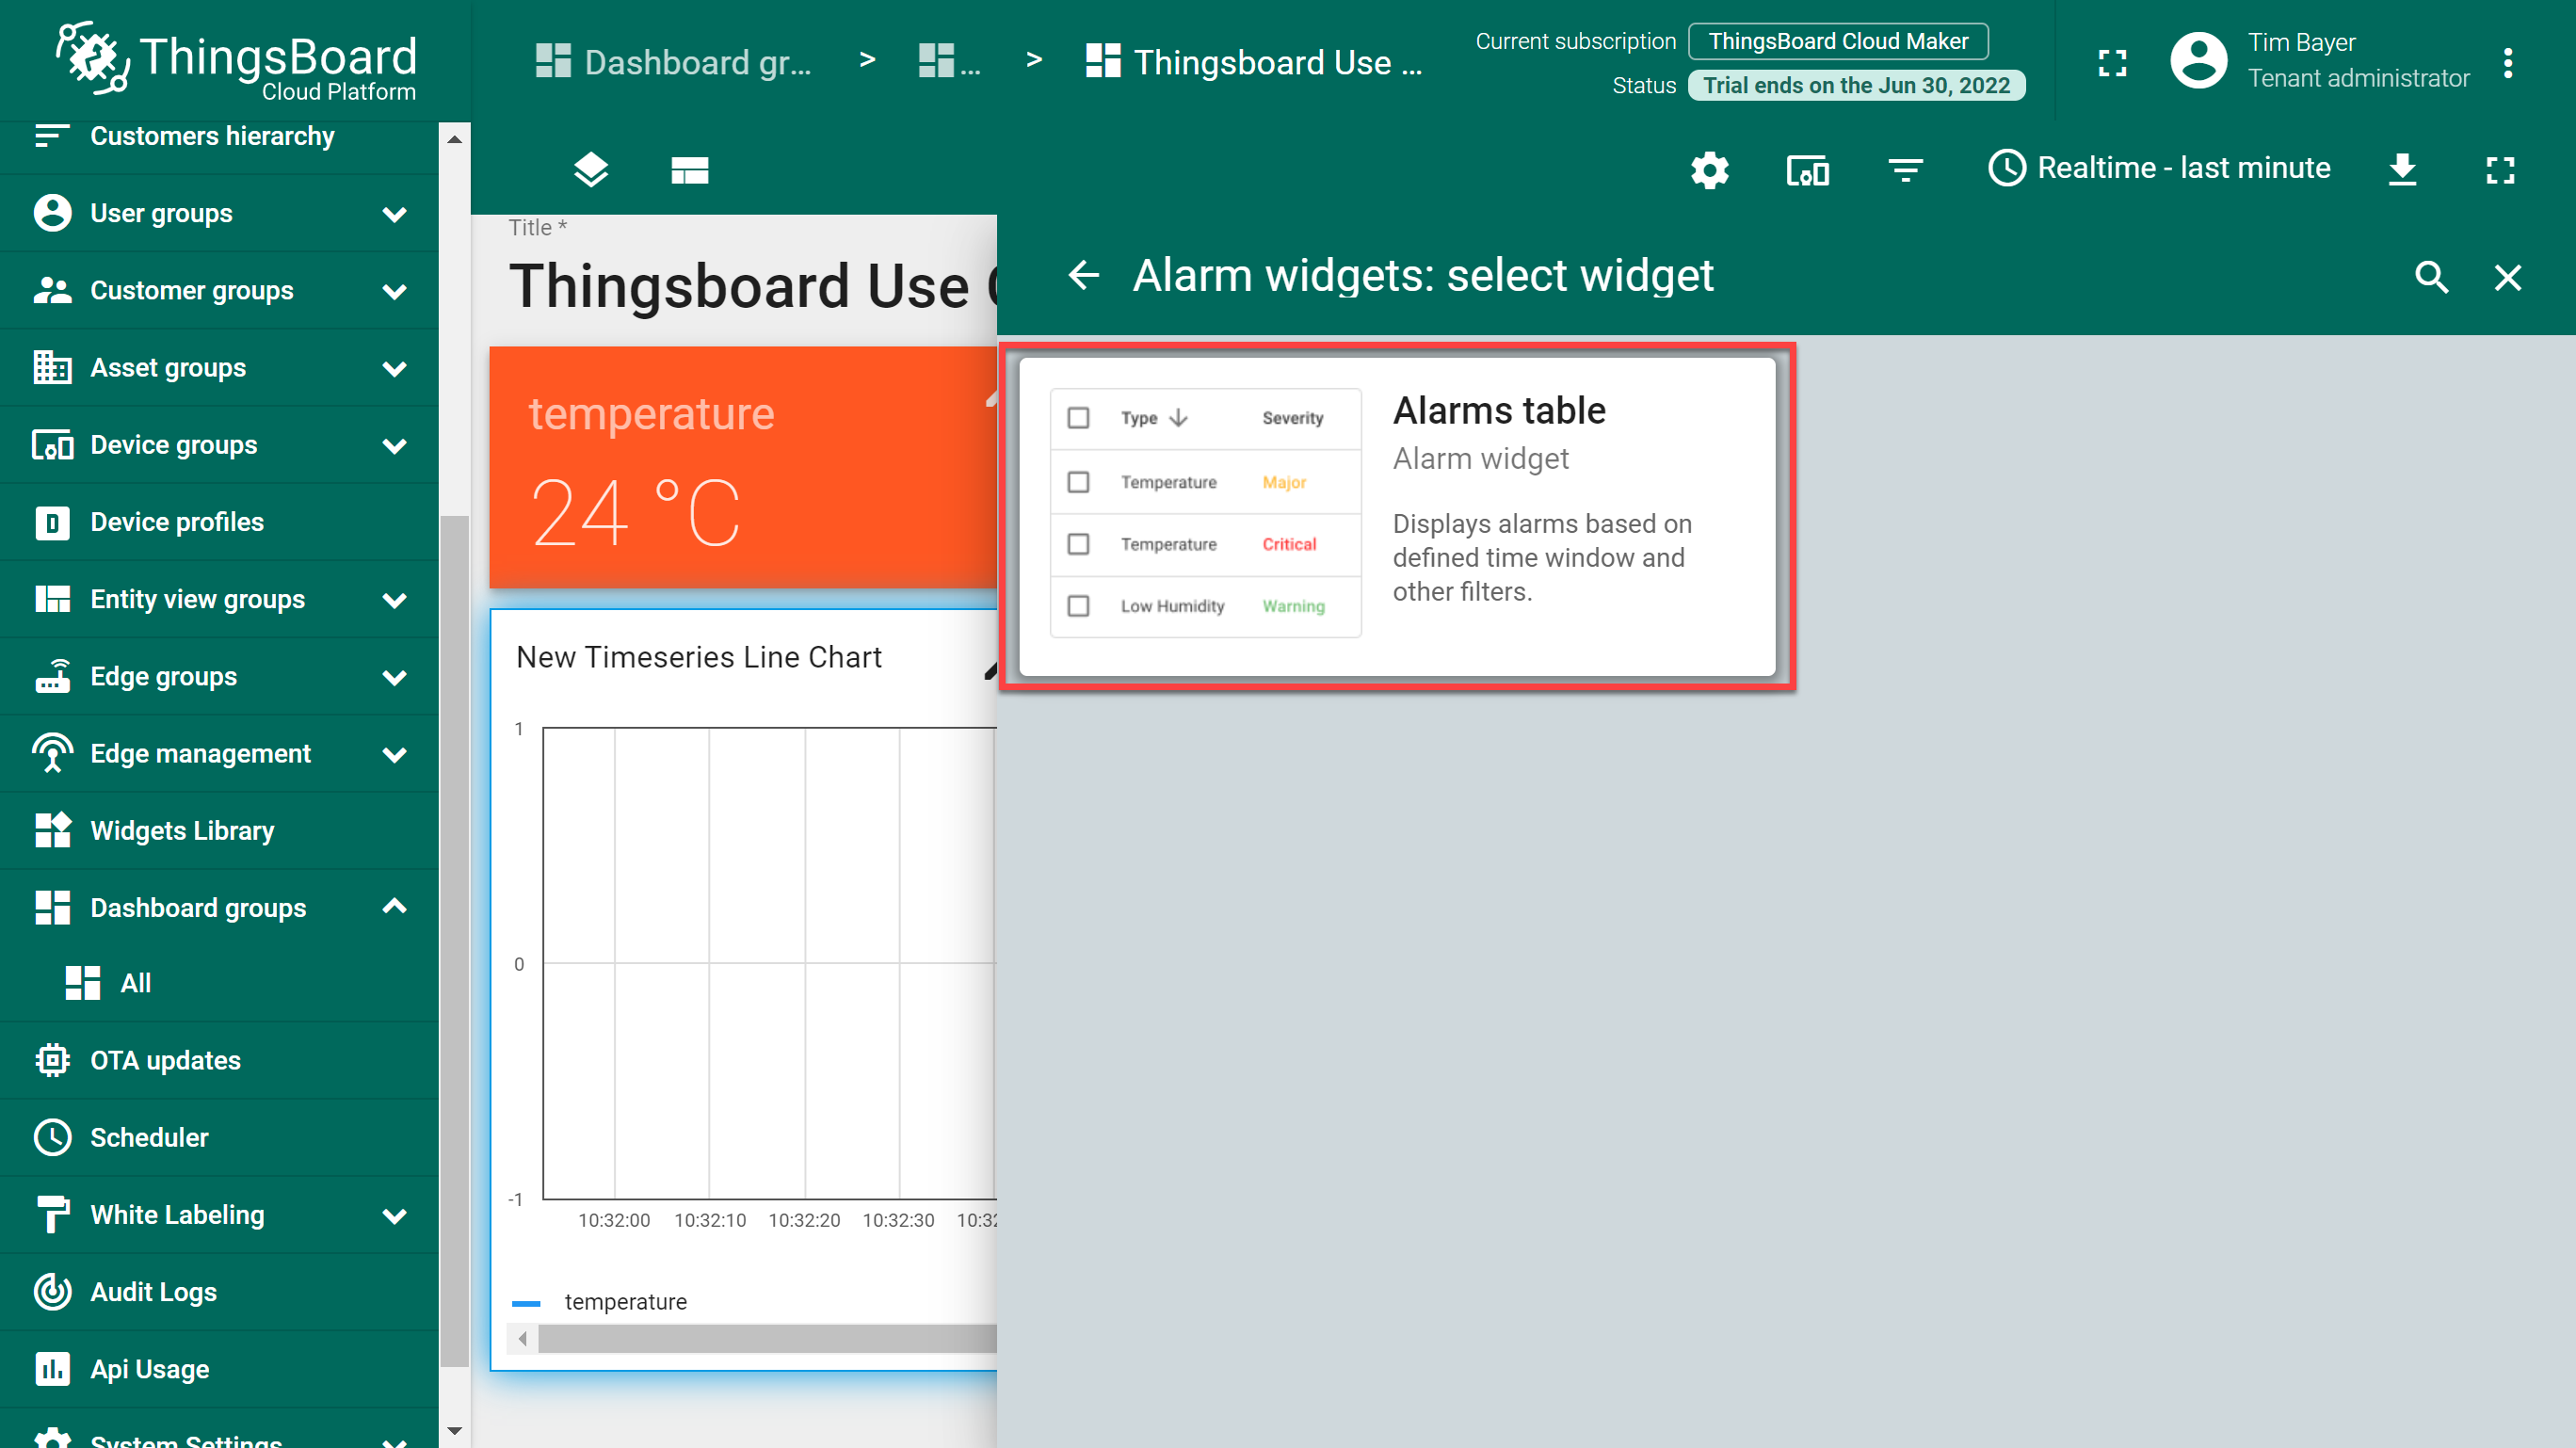 ThingsBoard
Cloud Platform
Customers hierarchy
User groups
Customer groups
Asset groups
Device groups
Device profiles
Entity view groups
Edge groups
Edge management
Widgets Library
Dashboard groups
All
OTA updates
Scheduler
White Labeling
Audit Logs
Api Usage
System Settings
Dashboard gr... > ... > Thingsboard Use ...
Current subscription ThingsBoard Cloud Maker
Status Trial ends on the Jun 30, 2022
Tim Bayer
Tenant administrator
Realtime - last minute
Title *
Thingsboard Use
temperature
24 °C
New Timeseries Line Chart
1
0
-1
10:32:00 10:32:10 10:32:20 10:32:30
temperature
Alarm widgets: select widget
Type Severity
Temperature Major
Temperature Critical
Low Humidity Warning
Alarms table
Alarm widget
Displays alarms based on
defined time window and
other filters.